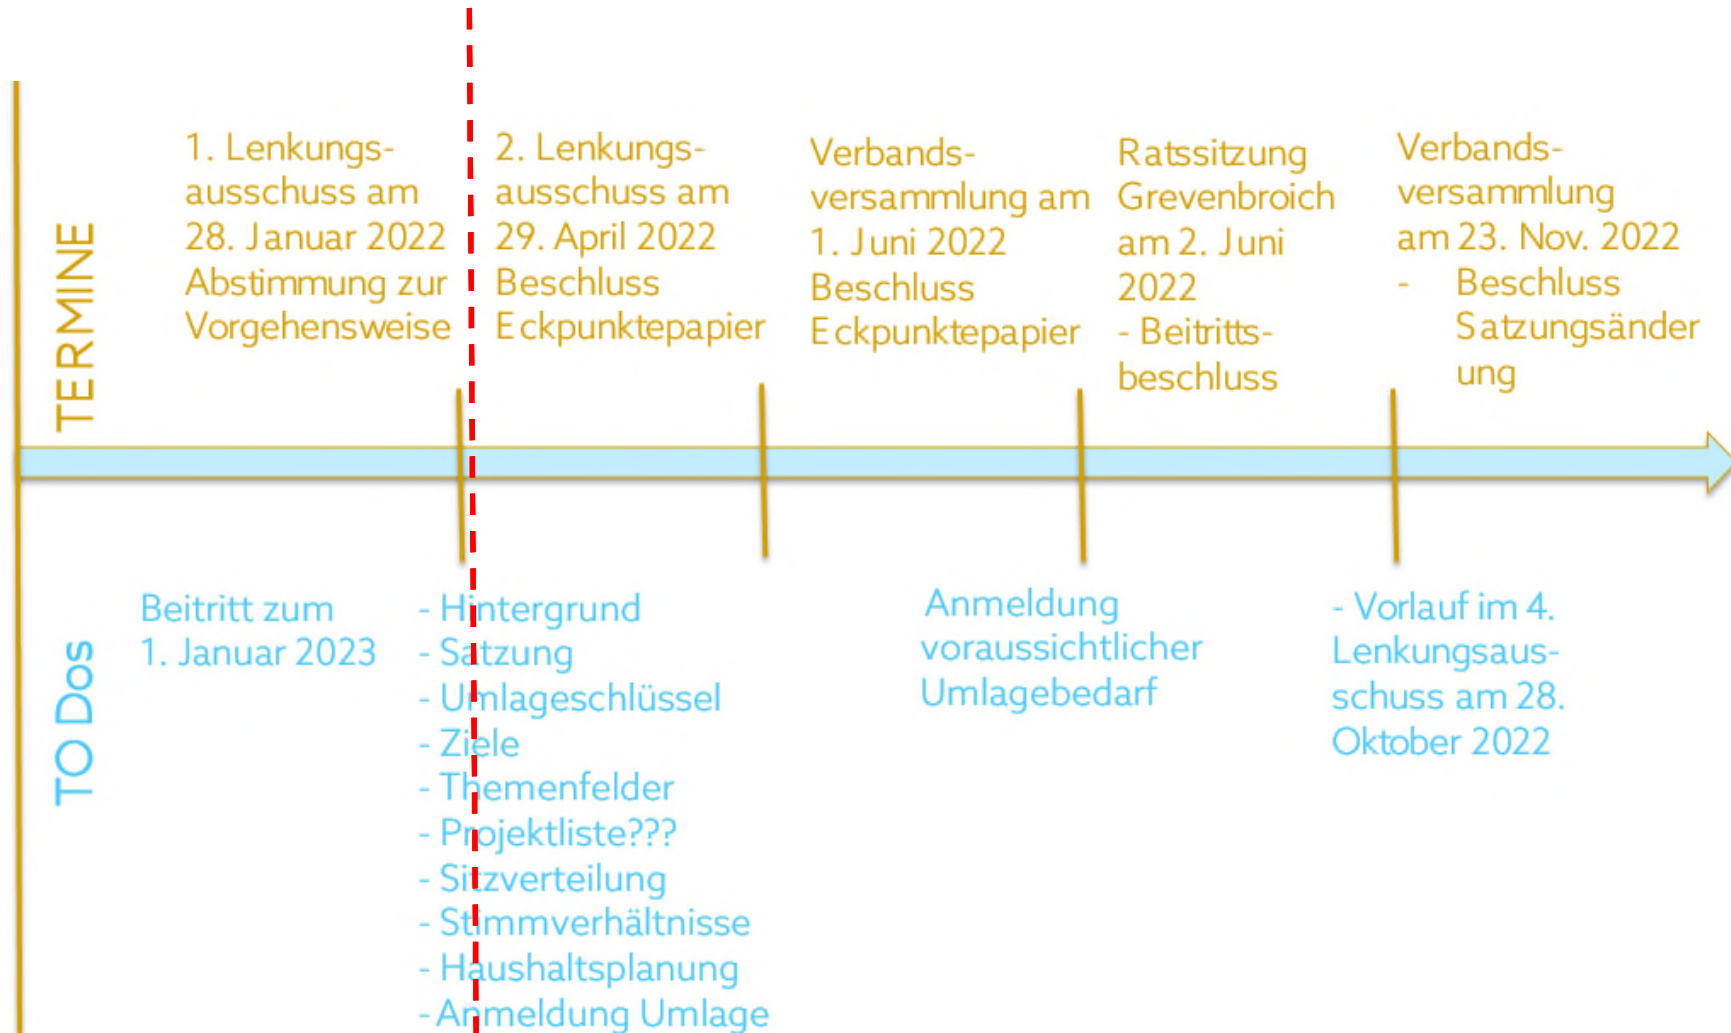 TERMINE
1. Lenkungs-
ausschuss am
28. Januar 2022
Abstimmung zur
Vorgehensweise
2. Lenkungs-
ausschuss am
29. April 2022
Beschluss
Eckpunktepapier
Verbands-
versammlung am
1. Juni 2022
Beschluss
Eckpunktepapier
Ratssitzung
Grevenbroich
am 2. Juni
2022
- Beitritts-
beschluss
Verbands-
versammlung
am 23. Nov. 2022
- Beschluss
Satzungsänder
ung
TO Dos
Beitritt zum
1. Januar 2023
- Hintergrund
- Satzung
- Umlageschlüssel
- Ziele
- Themenfelder
- Projektliste???
- Sitzverteilung
- Stimmverhältnisse
- Haushaltsplanung
- Anmeldung Umlage
Anmeldung
voraussichtlicher
Umlagebedarf
- Vorlauf im 4.
Lenkungsaus-
schuss am 28.
Oktober 2022